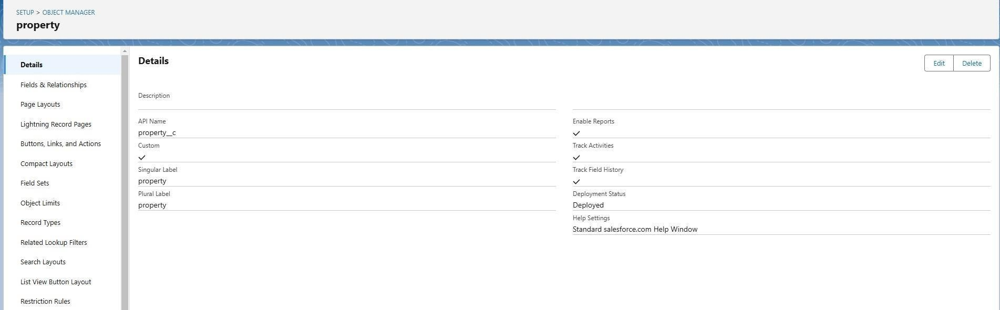 SETUP > OBJECT MANAGER
property
Details
Fields & Relationships
Page Layouts
Lightning Record Pages
Buttons, Links, and Actions
Compact Layouts
Field Sets
Object Limits
Record Types
Related Lookup Filters
Search Layouts
List View Button Layout
Restriction Rules
Details
Edit
Delete
Description
API Name
property__c
Custom
Singular Label
property
Plural Label
property
Enable Reports
Track Activities
Track Field History
Deployment Status
Deployed
Help Settings
Standard salesforce.com Help Window